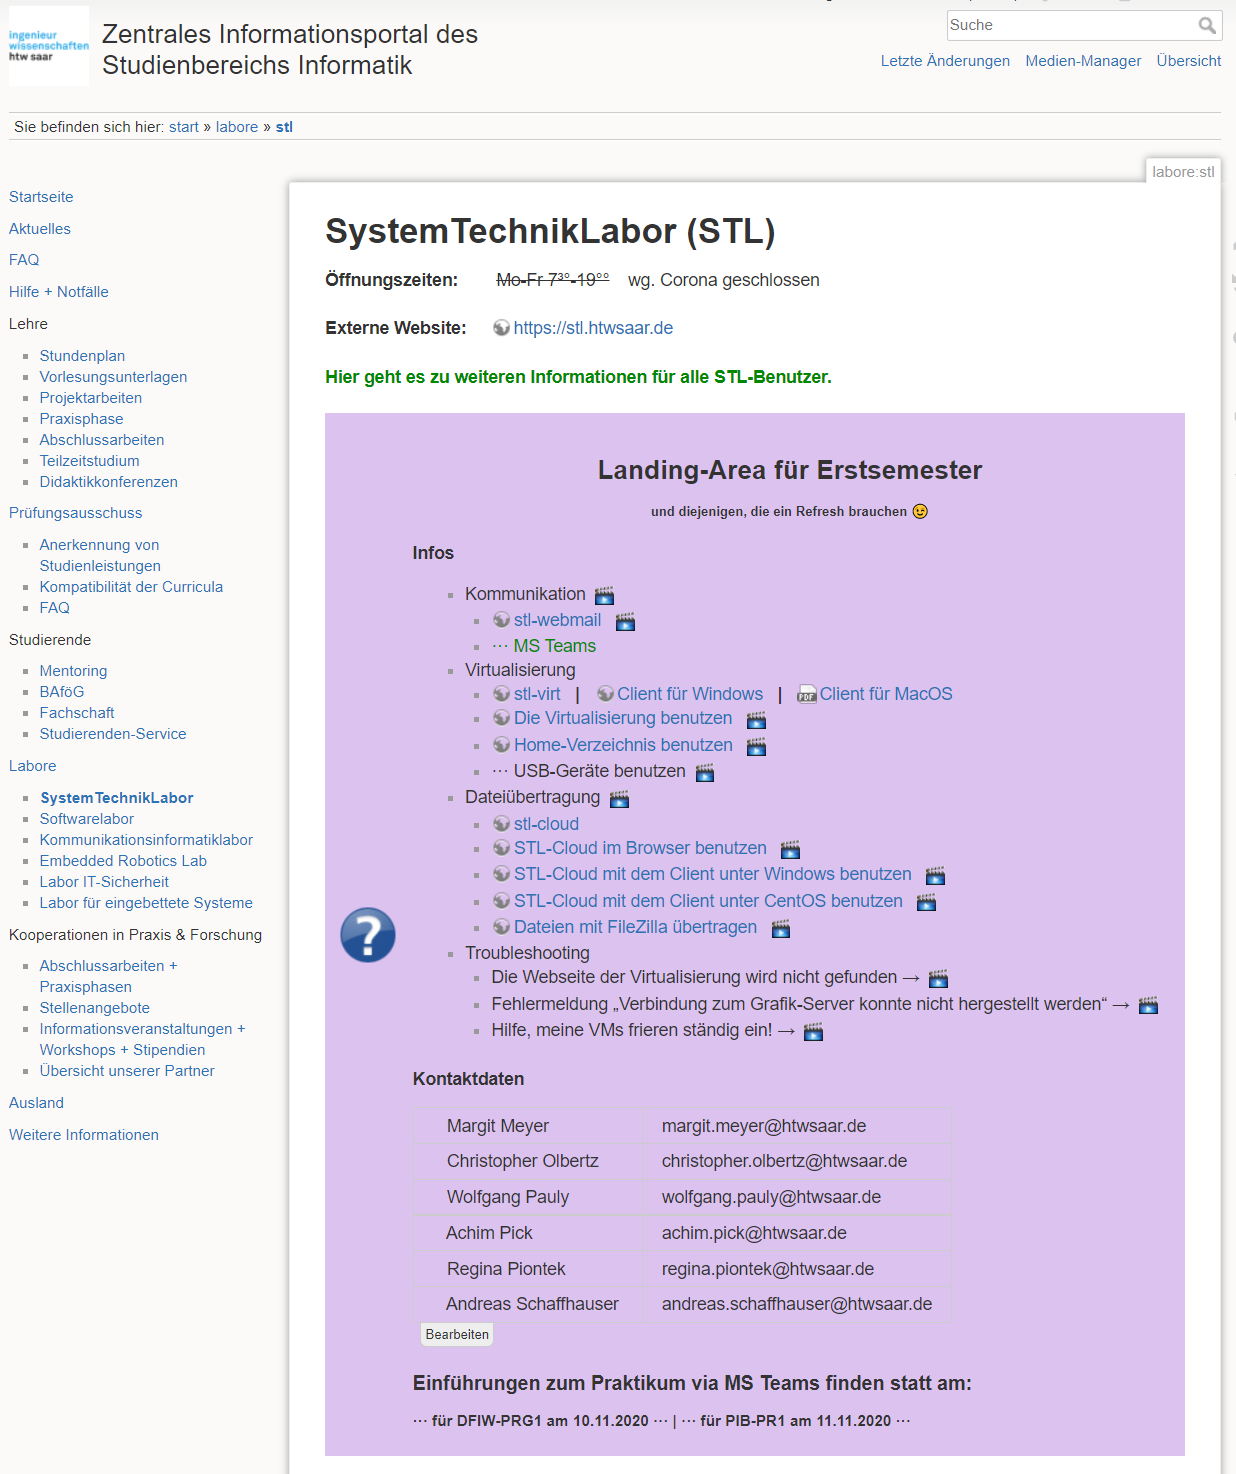 ingenieur
wissenschaften
htw saar
Zentrales Informationsportal des
Studienbereichs Informatik
Suche
Letzte Änderungen Medien-Manager Übersicht
Sie befinden sich hier: start » labore » stl
labore:stl
Startseite
Aktuelles
FAQ
Hilfe + Notfälle
Lehre
Stundenplan
Vorlesungsunterlagen
Projektarbeiten
Praxisphase
Abschlussarbeiten
Teilzeitstudium
Didaktikkonferenzen
Prüfungsausschuss
Anerkennung von
Studienleistungen
Kompatibilität der Curricula
FAQ
Studierende
Mentoring
BAföG
Fachschaft
Studierenden-Service
Labore
SystemTechnikLabor
Softwarelabor
Kommunikationsinformatiklabor
Embedded Robotics Lab
Labor IT-Sicherheit
Labor für eingebettete Systeme
Kooperationen in Praxis & Forschung
Abschlussarbeiten +
Praxisphasen
Stellenangebote
Informationsveranstaltungen +
Workshops + Stipendien
Übersicht unserer Partner
Ausland
Weitere Informationen
SystemTechnikLabor (STL)
Öffnungszeiten: Mo-Fr 7³°-19°° wg. Corona geschlossen
Externe Website: https://stl.htwsaar.de
Hier geht es zu weiteren Informationen für alle STL-Benutzer.
Landing-Area für Erstsemester
und diejenigen, die ein Refresh brauchen 😉
Infos
Kommunikation
stl-webmail
··· MS Teams
Virtualisierung
stl-virt | Client für Windows | PDF Client für MacOS
Die Virtualisierung benutzen
Home-Verzeichnis benutzen
··· USB-Geräte benutzen
Dateiübertragung
stl-cloud
STL-Cloud im Browser benutzen
STL-Cloud mit dem Client unter Windows benutzen
STL-Cloud mit dem Client unter CentOS benutzen
Dateien mit FileZilla übertragen
Troubleshooting
Die Webseite der Virtualisierung wird nicht gefunden →
Fehlermeldung „Verbindung zum Grafik-Server konnte nicht hergestellt werden“ →
Hilfe, meine VMs frieren ständig ein! →
?
Kontaktdaten
Margit Meyer margit.meyer@htwsaar.de
Christopher Olbertz christopher.olbertz@htwsaar.de
Wolfgang Pauly wolfgang.pauly@htwsaar.de
Achim Pick achim.pick@htwsaar.de
Regina Piontek regina.piontek@htwsaar.de
Andreas Schaffhauser andreas.schaffhauser@htwsaar.de
Bearbeiten
Einführungen zum Praktikum via MS Teams finden statt am:
··· für DFIW-PRG1 am 10.11.2020 ··· | ··· für PIB-PR1 am 11.11.2020 ···